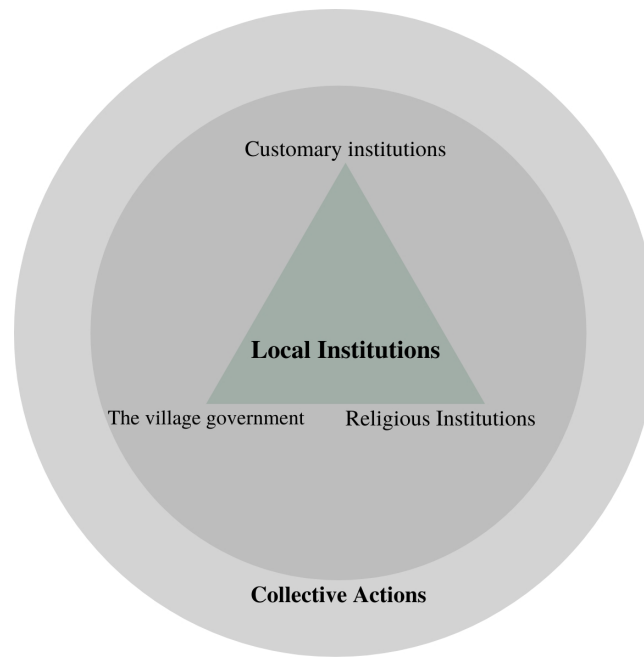 Customary institutions
Local Institutions
The village government
Religious Institutions
Collective Actions